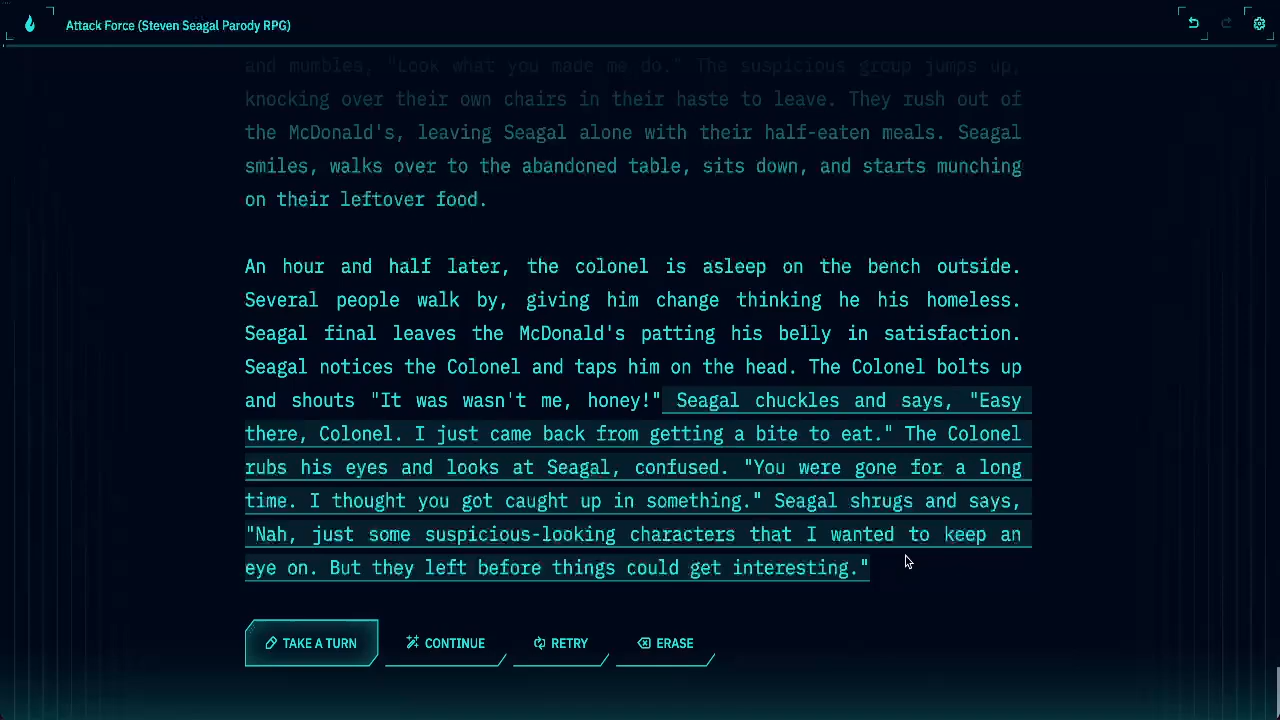 Attack Force (Steven Seagal Parody RPG)
and mumbles, "Look what you made me do." The suspicious group jumps up,
knocking over their own chairs in their haste to leave. They rush out of
the McDonald's, leaving Seagal alone with their half-eaten meals. Seagal
smiles, walks over to the abandoned table, sits down, and starts munching
on their leftover food.
An hour and half later, the colonel is asleep on the bench outside.
Several people walk by, giving him change thinking he his homeless.
Seagal final leaves the McDonald's patting his belly in satisfaction.
Seagal notices the Colonel and taps him on the head. The Colonel bolts up
and shouts "It was wasn't me, honey!" Seagal chuckles and says, "Easy
there, Colonel. I just came back from getting a bite to eat." The Colonel
rubs his eyes and looks at Seagal, confused. "You were gone for a long
time. I thought you got caught up in something." Seagal shrugs and says,
"Nah, just some suspicious-looking characters that I wanted to keep an
eye on. But they left before things could get interesting."
TAKE A TURN CONTINUE RETRY ERASE